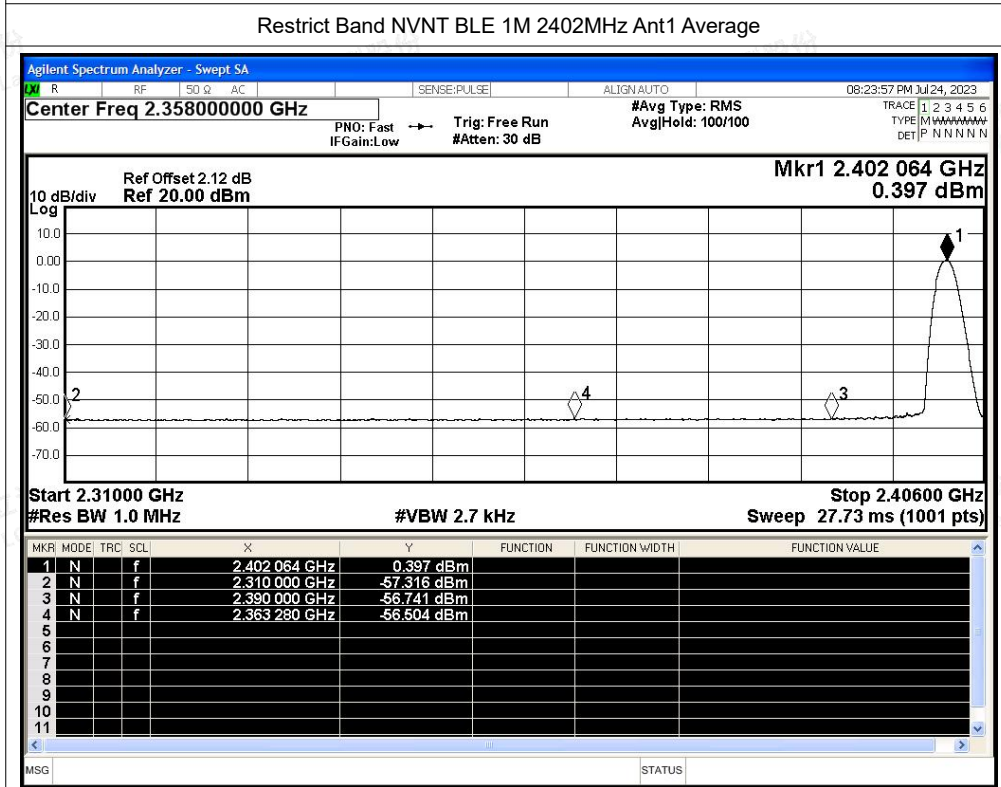 Restrict Band NVNT BLE 1M 2402MHz Ant1 Average
Agilent Spectrum Analyzer - Swept SA
LXI R RF 50 Ω AC SENSE:PULSE ALIGN AUTO 08:23:57 PM Jul 24, 2023
Center Freq 2.358000000 GHz
PNO: Fast
IFGain:Low
Trig: Free Run
#Atten: 30 dB
#Avg Type: RMS
Avg|Hold: 100/100
TRACE 1 2 3 4 5 6
TYPE M WWWWW
DET P N N N N N
Mkr1 2.402 064 GHz
0.397 dBm
Ref Offset 2.12 dB
10 dB/div Ref 20.00 dBm
Log
10.0
0.00
-10.0
-20.0
-30.0
-40.0
-50.0
-60.0
-70.0
1
2
4
3
Start 2.31000 GHz Stop 2.40600 GHz
#Res BW 1.0 MHz #VBW 2.7 kHz Sweep 27.73 ms (1001 pts)
MKR MODE TRC SCL X Y FUNCTION FUNCTION WIDTH FUNCTION VALUE
1 N f 2.402 064 GHz 0.397 dBm
2 N f 2.310 000 GHz -57.316 dBm
3 N f 2.390 000 GHz -56.741 dBm
4 N f 2.363 280 GHz -56.504 dBm
5
6
7
8
9
10
11
MSG STATUS